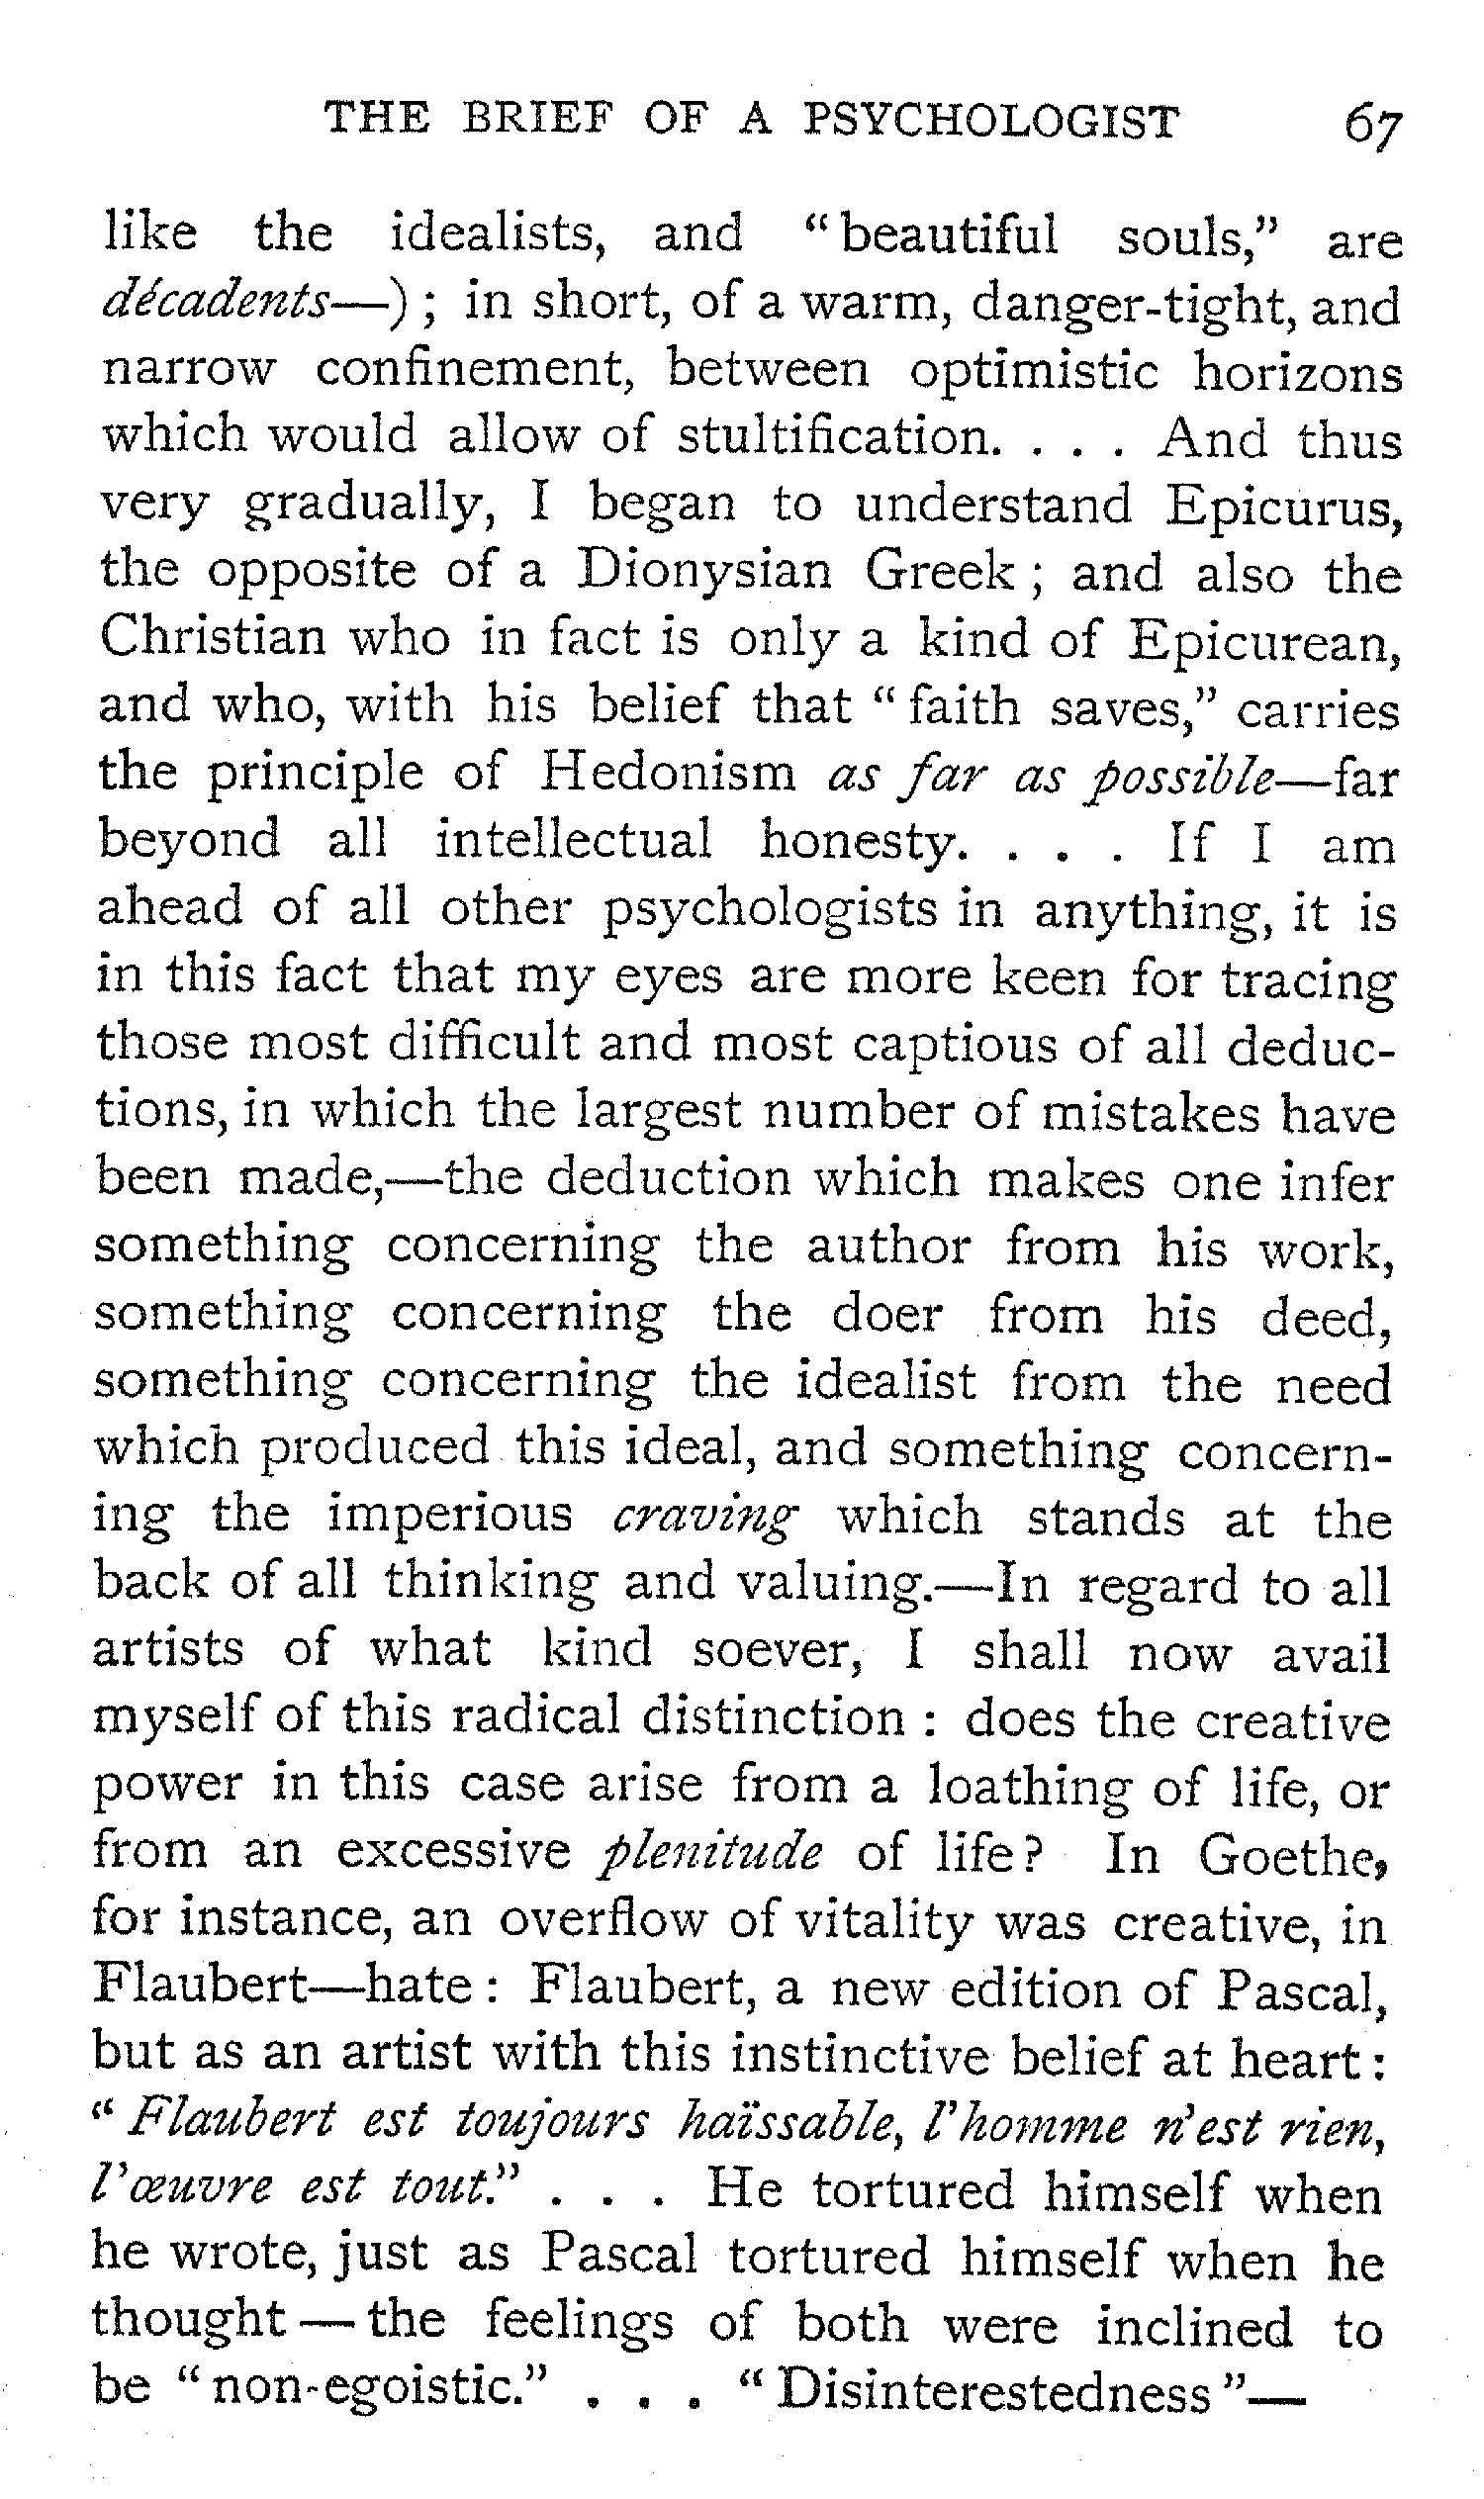 THE BRIEF OF A PSYCHOLOGIST 67
like the idealists, and “beautiful souls,” are
décadents—) ; in short, of a warm, danger-tight, and
narrow confinement, between optimistic horizons
which would allow of stultification. . . . And thus
very gradually, I began to understand Epicurus,
the opposite of a Dionysian Greek ; and also the
Christian who in fact is only a kind of Epicurean,
and who, with his belief that “faith saves,” carries
the principle of Hedonism as far as possible—far
beyond all intellectual honesty. . . . If I am
ahead of all other psychologists in anything, it is
in this fact that my eyes are more keen for tracing
those most difficult and most captious of all deduc-
tions, in which the largest number of mistakes have
been made,—the deduction which makes one infer
something concerning the author from his work,
something concerning the doer from his deed,
something concerning the idealist from the need
which produced this ideal, and something concern-
ing the imperious craving which stands at the
back of all thinking and valuing.—In regard to all
artists of what kind soever, I shall now avail
myself of this radical distinction : does the creative
power in this case arise from a loathing of life, or
from an excessive plenitude of life? In Goethe,
for instance, an overflow of vitality was creative, in
Flaubert—hate : Flaubert, a new edition of Pascal,
but as an artist with this instinctive belief at heart :
“Flaubert est toujours haïssable, l’homme n’est rien,
l’œuvre est tout.” . . . He tortured himself when
he wrote, just as Pascal tortured himself when he
thought — the feelings of both were inclined to
be “non-egoistic.” . . . “Disinterestedness”—